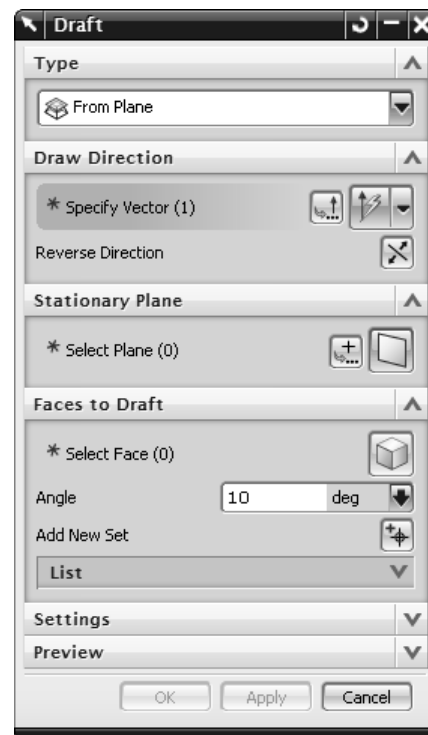 Draft
Type
From Plane
Draw Direction
* Specify Vector (1)
Reverse Direction
Stationary Plane
* Select Plane (0)
Faces to Draft
* Select Face (0)
Angle 10 deg
Add New Set
List
Settings
Preview
OK Apply Cancel